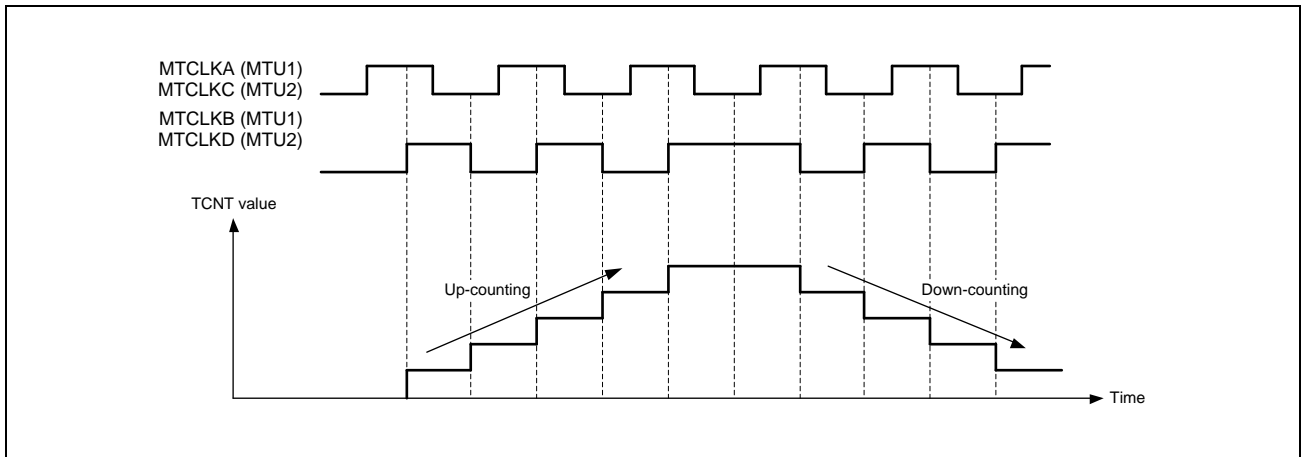 MTCLKA (MTU1)
MTCLKC (MTU2)
MTCLKB (MTU1)
MTCLKD (MTU2)
TCNT value
Up-counting
Down-counting
Time